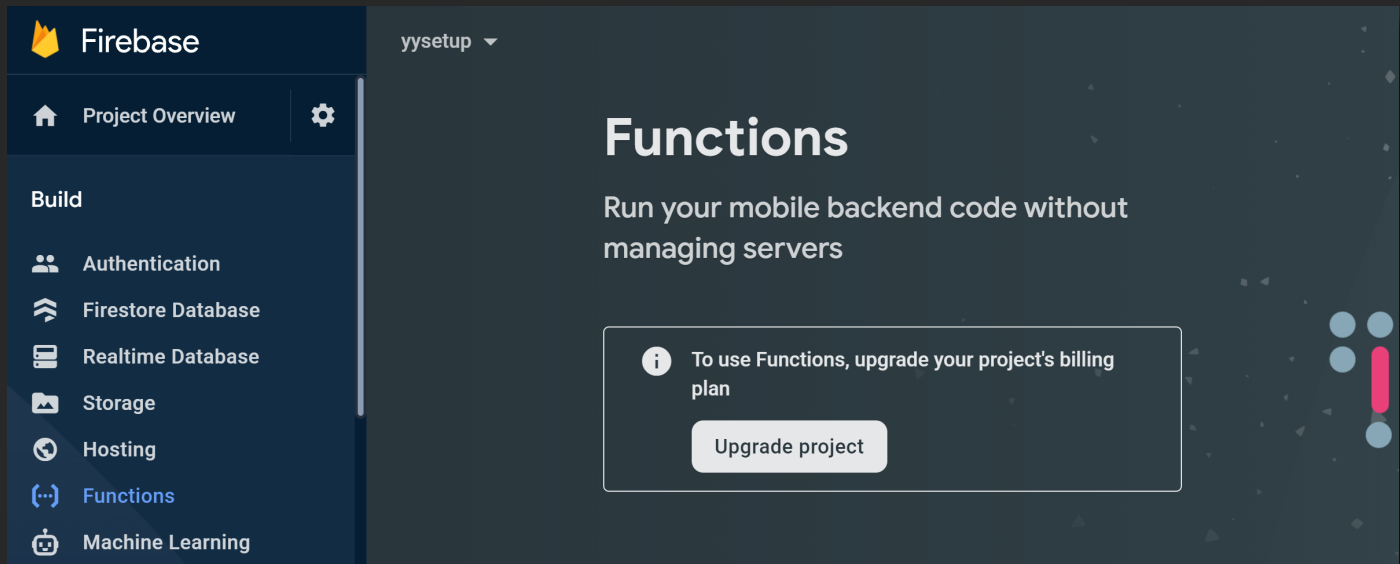 Firebase
yysetup
Project Overview
Build
Authentication
Firestore Database
Realtime Database
Storage
Hosting
Functions
Machine Learning
Functions
Run your mobile backend code without
managing servers
To use Functions, upgrade your project's billing
plan
Upgrade project